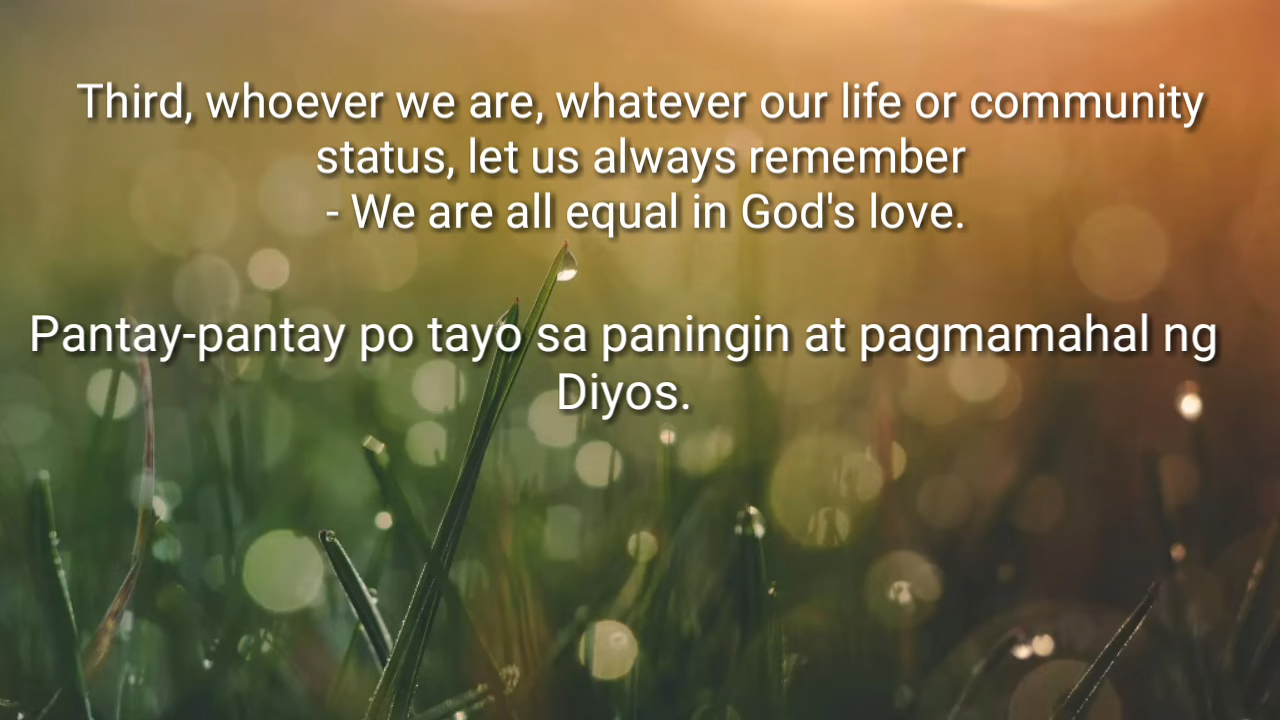 Third, whoever we are, whatever our life or community
status, let us always remember
- We are all equal in God's love.
Pantay-pantay po tayo sa paningin at pagmamahal ng
Diyos.